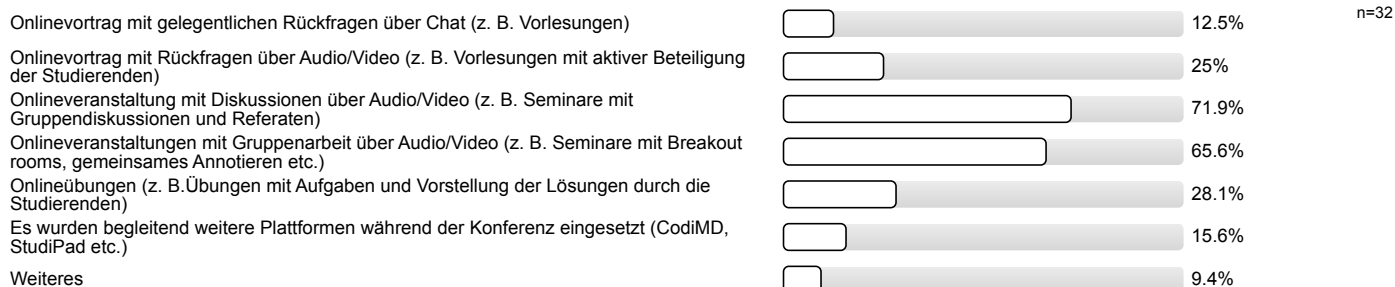 Onlinevortrag mit gelegentlichen Rückfragen über Chat (z. B. Vorlesungen) 12.5% n=32
Onlinevortrag mit Rückfragen über Audio/Video (z. B. Vorlesungen mit aktiver Beteiligung
der Studierenden) 25%
Onlineveranstaltung mit Diskussionen über Audio/Video (z. B. Seminare mit
Gruppendiskussionen und Referaten) 71.9%
Onlineveranstaltungen mit Gruppenarbeit über Audio/Video (z. B. Seminare mit Breakout
rooms, gemeinsames Annotieren etc.) 65.6%
Onlineübungen (z. B.Übungen mit Aufgaben und Vorstellung der Lösungen durch die
Studierenden) 28.1%
Es wurden begleitend weitere Plattformen während der Konferenz eingesetzt (CodiMD,
StudiPad etc.) 15.6%
Weiteres 9.4%